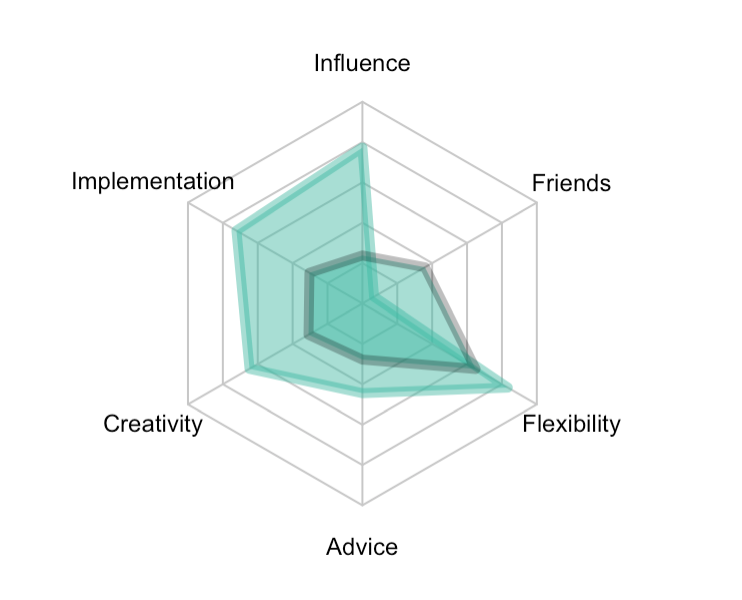 Influence
Implementation
Friends
Creativity
Flexibility
Advice